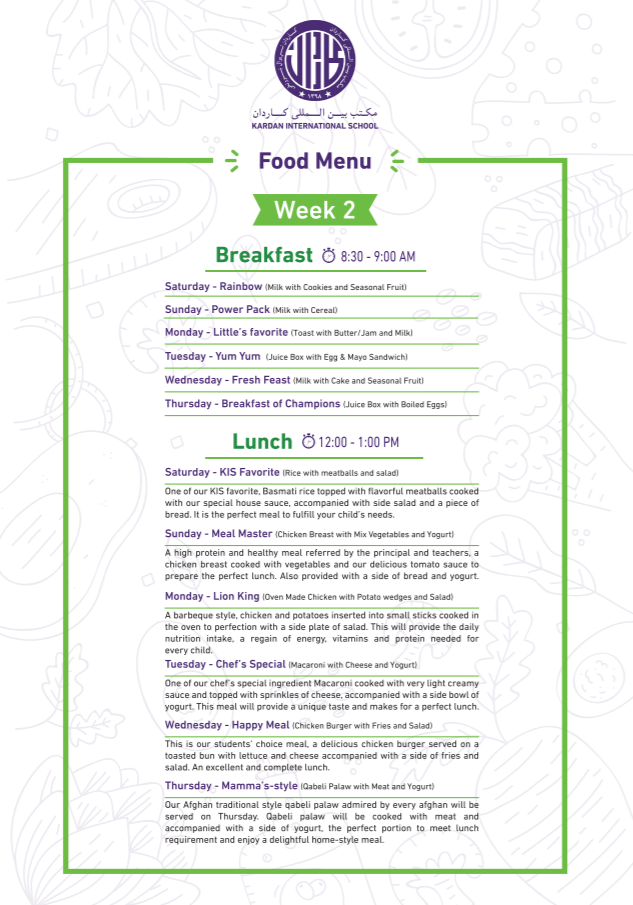 ۱۳۹۸
مکتب بیـن الـمللی کـاردان
KARDAN INTERNATIONAL SCHOOL
Food Menu
Week 2
Breakfast 8:30 - 9:00 AM
Saturday - Rainbow (Milk with Cookies and Seasonal Fruit)
Sunday - Power Pack (Milk with Cereal)
Monday - Little's favorite (Toast with Butter/Jam and Milk)
Tuesday - Yum Yum (Juice Box with Egg & Mayo Sandwich)
Wednesday - Fresh Feast (Milk with Cake and Seasonal Fruit)
Thursday - Breakfast of Champions (Juice Box with Boiled Eggs)
Lunch 12:00 - 1:00 PM
Saturday - KIS Favorite (Rice with meatballs and salad)
One of our KIS favorite, Basmati rice topped with flavorful meatballs cooked
with our special house sauce, accompanied with side salad and a piece of
bread. It is the perfect meal to fulfill your child's needs.
Sunday - Meal Master (Chicken Breast with Mix Vegetables and Yogurt)
A high protein and healthy meal referred by the principal and teachers, a
chicken breast cooked with vegetables and our delicious tomato sauce to
prepare the perfect lunch. Also provided with a side of bread and yogurt.
Monday - Lion King (Oven Made Chicken with Potato wedges and Salad)
A barbeque style, chicken and potatoes inserted into small sticks cooked in
the oven to perfection with a side plate of salad. This will provide the daily
nutrition intake, a regain of energy, vitamins and protein needed for
every child.
Tuesday - Chef's Special (Macaroni with Cheese and Yogurt)
One of our chef's special ingredient Macaroni cooked with very light creamy
sauce and topped with sprinkles of cheese, accompanied with a side bowl of
yogurt. This meal will provide a unique taste and makes for a perfect lunch.
Wednesday - Happy Meal (Chicken Burger with Fries and Salad)
This is our students' choice meal, a delicious chicken burger served on a
toasted bun with lettuce and cheese accompanied with a side of fries and
salad. An excellent and complete lunch.
Thursday - Mamma's-style (Qabeli Palaw with Meat and Yogurt)
Our Afghan traditional style qabeli palaw admired by every afghan will be
served on Thursday. Qabeli palaw will be cooked with meat and
accompanied with a side of yogurt, the perfect portion to meet lunch
requirement and enjoy a delightful home-style meal.